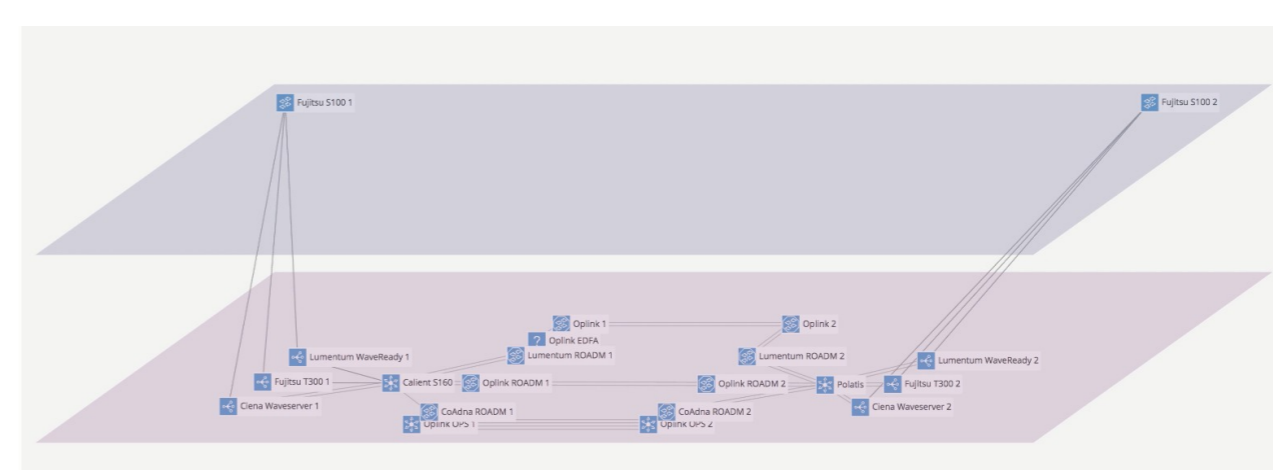 Fujitsu S100 1
Fujitsu S100 2
Oplink 1
Oplink 2
? Oplink EDFA
Lumentum WaveReady 1
Lumentum ROADM 1
Lumentum ROADM 2
Lumentum WaveReady 2
Fujitsu T300 1
Calient S160
Oplink ROADM 1
Oplink ROADM 2
Polatis
Fujitsu T300 2
Ciena Waveserver 1
CoAdna ROADM 1
CoAdna ROADM 2
Ciena Waveserver 2
Oplink OPS 1
Oplink OPS 2